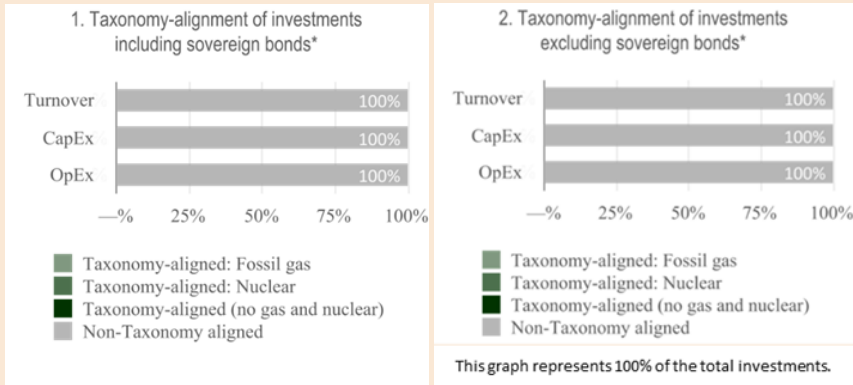 1. Taxonomy-alignment of investments
including sovereign bonds*
Turnover 100%
CapEx 100%
OpEx 100%
—% 25% 50% 75% 100%
Taxonomy-aligned: Fossil gas
Taxonomy-aligned: Nuclear
Taxonomy-aligned (no gas and nuclear)
Non-Taxonomy aligned
2. Taxonomy-alignment of investments
excluding sovereign bonds*
Turnover 100%
CapEx 100%
OpEx 100%
—% 25% 50% 75% 100%
Taxonomy-aligned: Fossil gas
Taxonomy-aligned: Nuclear
Taxonomy-aligned (no gas and nuclear)
Non-Taxonomy aligned
This graph represents 100% of the total investments.